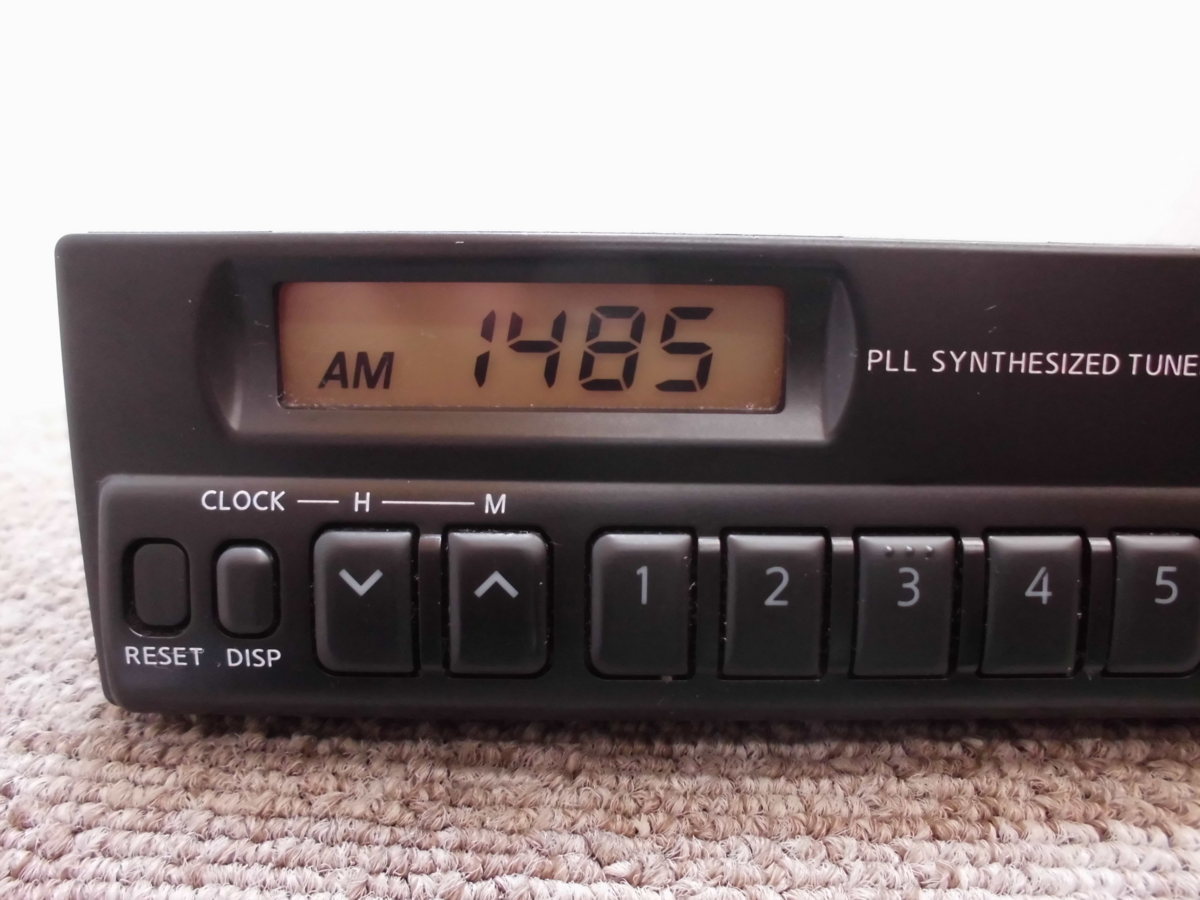 AM 1485
PLL SYNTHESIZED TUNE
CLOCK H M
1 2 3 4 5
RESET DISP